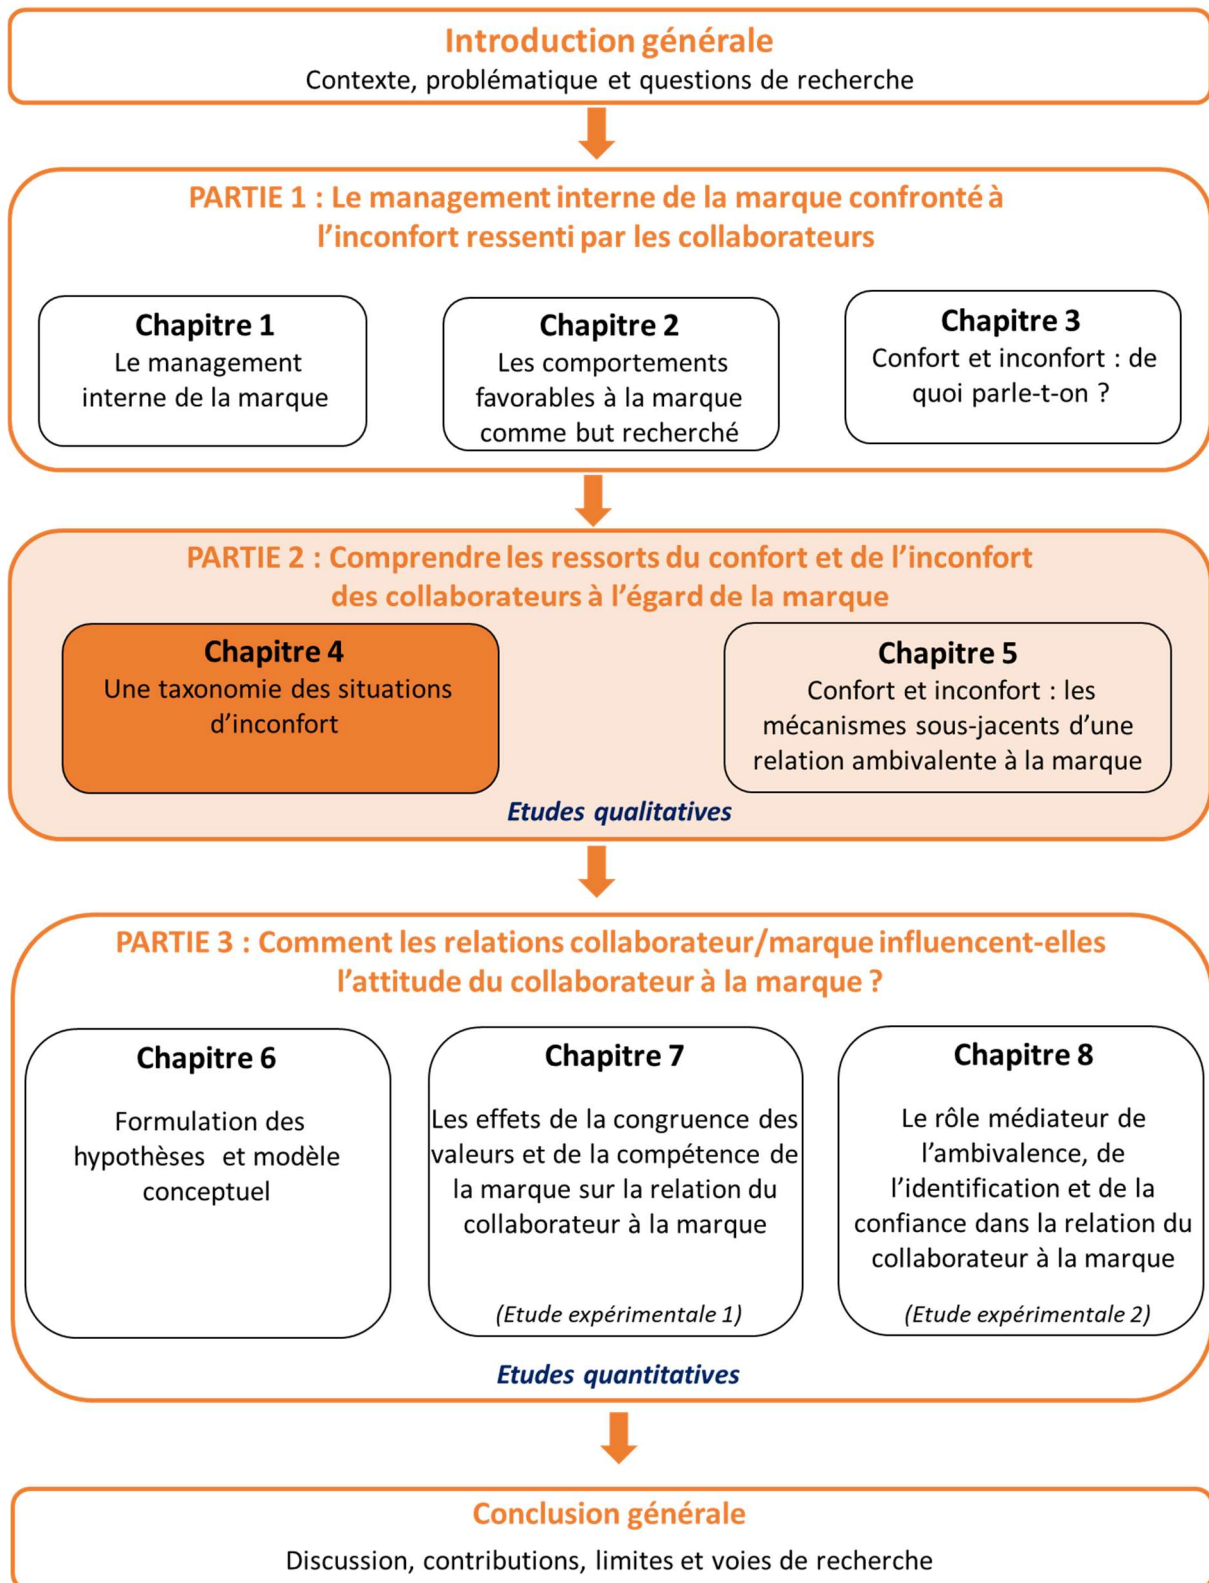 Introduction générale
Contexte, problématique et questions de recherche
PARTIE 1 : Le management interne de la marque confronté à
l’inconfort ressenti par les collaborateurs
Chapitre 1
Le management
interne de la marque
Chapitre 2
Les comportements
favorables à la marque
comme but recherché
Chapitre 3
Confort et inconfort : de
quoi parle-t-on ?
PARTIE 2 : Comprendre les ressorts du confort et de l’inconfort
des collaborateurs à l’égard de la marque
Chapitre 4
Une taxonomie des situations
d’inconfort
Chapitre 5
Confort et inconfort : les
mécanismes sous-jacents d’une
relation ambivalente à la marque
Etudes qualitatives
PARTIE 3 : Comment les relations collaborateur/marque influencent-elles
l’attitude du collaborateur à la marque ?
Chapitre 6
Formulation des
hypothèses et modèle
conceptuel
Chapitre 7
Les effets de la congruence des
valeurs et de la compétence de
la marque sur la relation du
collaborateur à la marque
(Etude expérimentale 1)
Chapitre 8
Le rôle médiateur de
l’ambivalence, de
l’identification et de la
confiance dans la relation du
collaborateur à la marque
(Etude expérimentale 2)
Etudes quantitatives
Conclusion générale
Discussion, contributions, limites et voies de recherche